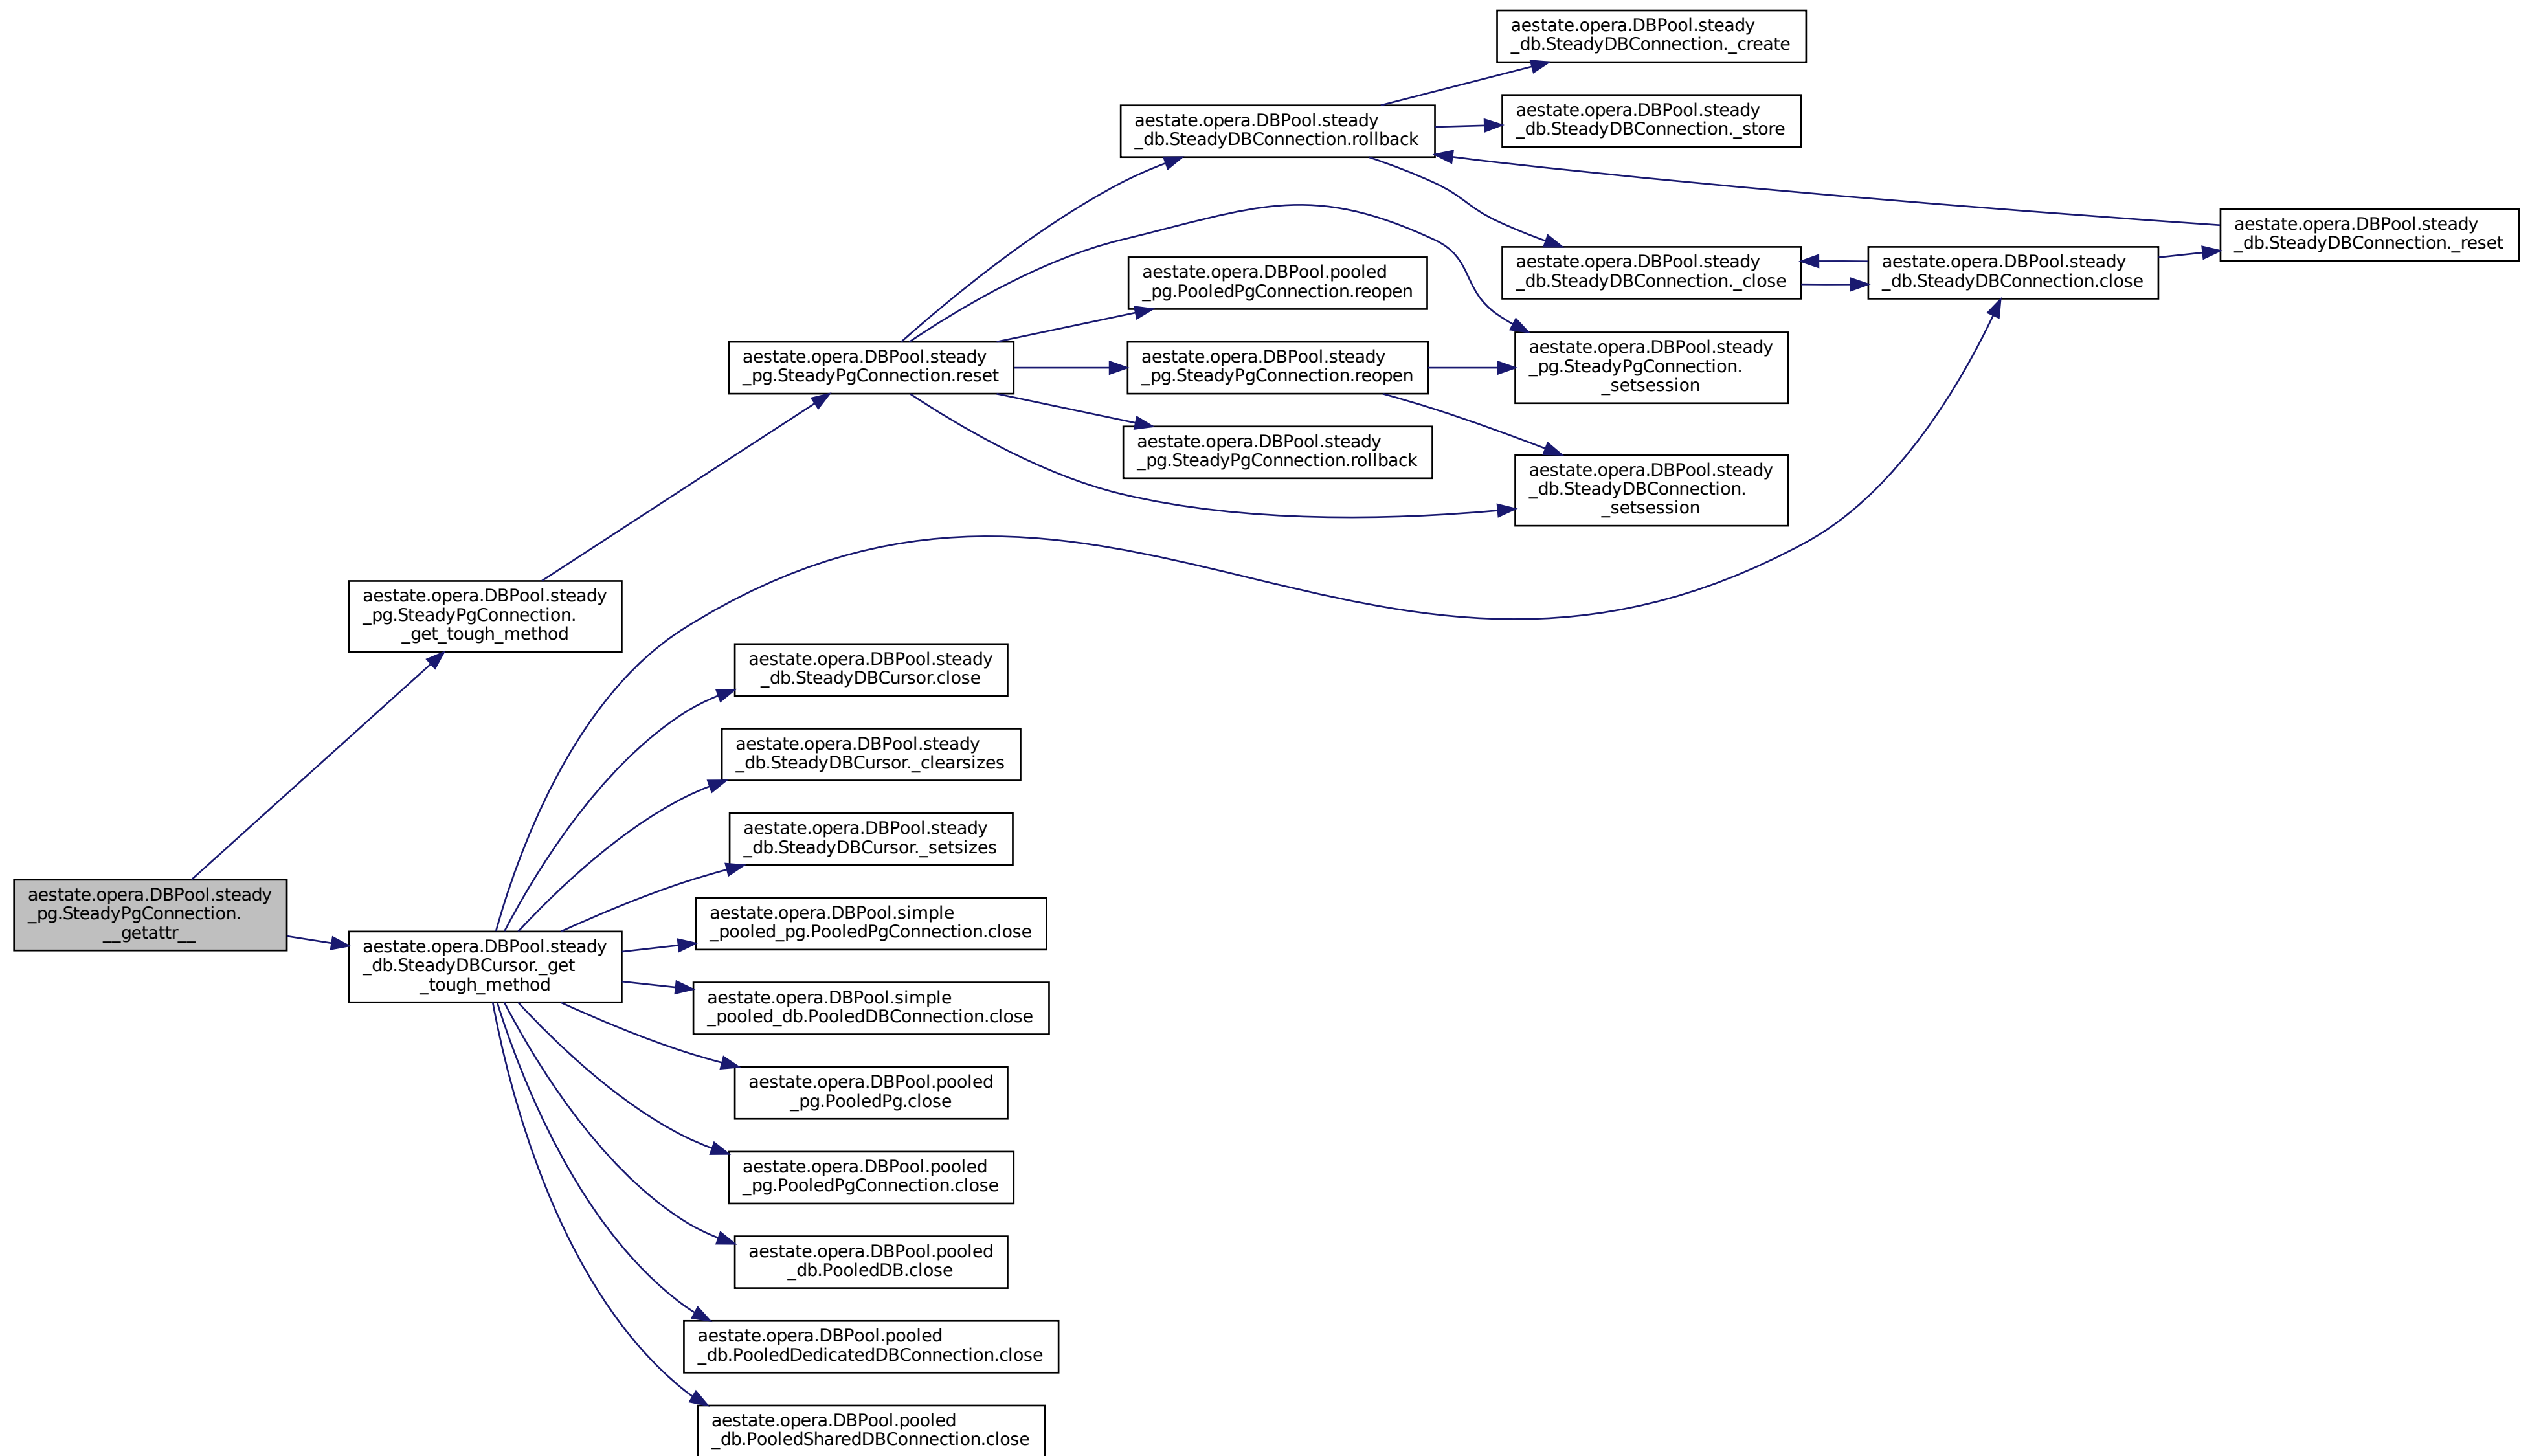 aestate.opera.DBPool.steady
_pg.SteadyPgConnection.
__getattr__
aestate.opera.DBPool.steady
_pg.SteadyPgConnection.
_get_tough_method
aestate.opera.DBPool.steady
_db.SteadyDBCursor._get
_tough_method
aestate.opera.DBPool.steady
_pg.SteadyPgConnection.reset
aestate.opera.DBPool.steady
_db.SteadyDBCursor.close
aestate.opera.DBPool.steady
_db.SteadyDBCursor._clearsizes
aestate.opera.DBPool.steady
_db.SteadyDBCursor._setsizes
aestate.opera.DBPool.simple
_pooled_pg.PooledPgConnection.close
aestate.opera.DBPool.simple
_pooled_db.PooledDBConnection.close
aestate.opera.DBPool.pooled
_pg.PooledPg.close
aestate.opera.DBPool.pooled
_pg.PooledPgConnection.close
aestate.opera.DBPool.pooled
_db.PooledDB.close
aestate.opera.DBPool.pooled
_db.PooledDedicatedDBConnection.close
aestate.opera.DBPool.pooled
_db.PooledSharedDBConnection.close
aestate.opera.DBPool.steady
_db.SteadyDBConnection.rollback
aestate.opera.DBPool.pooled
_pg.PooledPgConnection.reopen
aestate.opera.DBPool.steady
_pg.SteadyPgConnection.reopen
aestate.opera.DBPool.steady
_pg.SteadyPgConnection.rollback
aestate.opera.DBPool.steady
_db.SteadyDBConnection._create
aestate.opera.DBPool.steady
_db.SteadyDBConnection._store
aestate.opera.DBPool.steady
_db.SteadyDBConnection._close
aestate.opera.DBPool.steady
_pg.SteadyPgConnection.
_setsession
aestate.opera.DBPool.steady
_db.SteadyDBConnection.
_setsession
aestate.opera.DBPool.steady
_db.SteadyDBConnection.close
aestate.opera.DBPool.steady
_db.SteadyDBConnection._reset